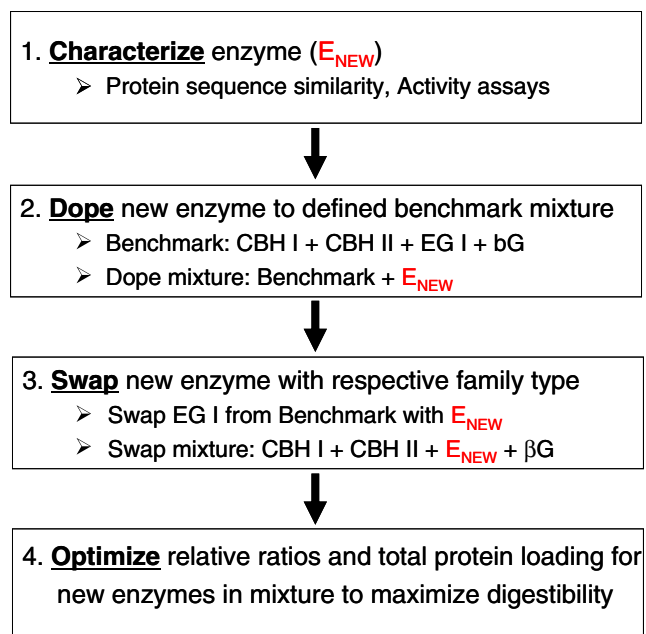 1. Characterize enzyme (ENEW)
➢ Protein sequence similarity, Activity assays
2. Dope new enzyme to defined benchmark mixture
➢ Benchmark: CBH I + CBH II + EG I + bG
➢ Dope mixture: Benchmark + ENEW
3. Swap new enzyme with respective family type
➢ Swap EG I from Benchmark with ENEW
➢ Swap mixture: CBH I + CBH II + ENEW + βG
4. Optimize relative ratios and total protein loading for
new enzymes in mixture to maximize digestibility